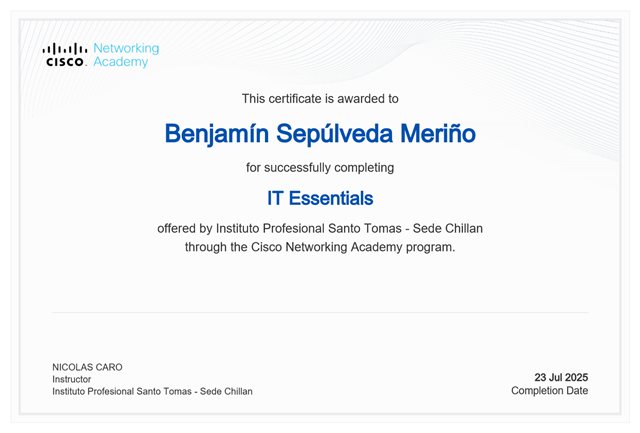 Networking
CISCO. Academy
This certificate is awarded to
Benjamín Sepúlveda Meriño
for successfully completing
IT Essentials
offered by Instituto Profesional Santo Tomas - Sede Chillan
through the Cisco Networking Academy program.
NICOLAS CARO
Instructor
Instituto Profesional Santo Tomas - Sede Chillan
23 Jul 2025
Completion Date